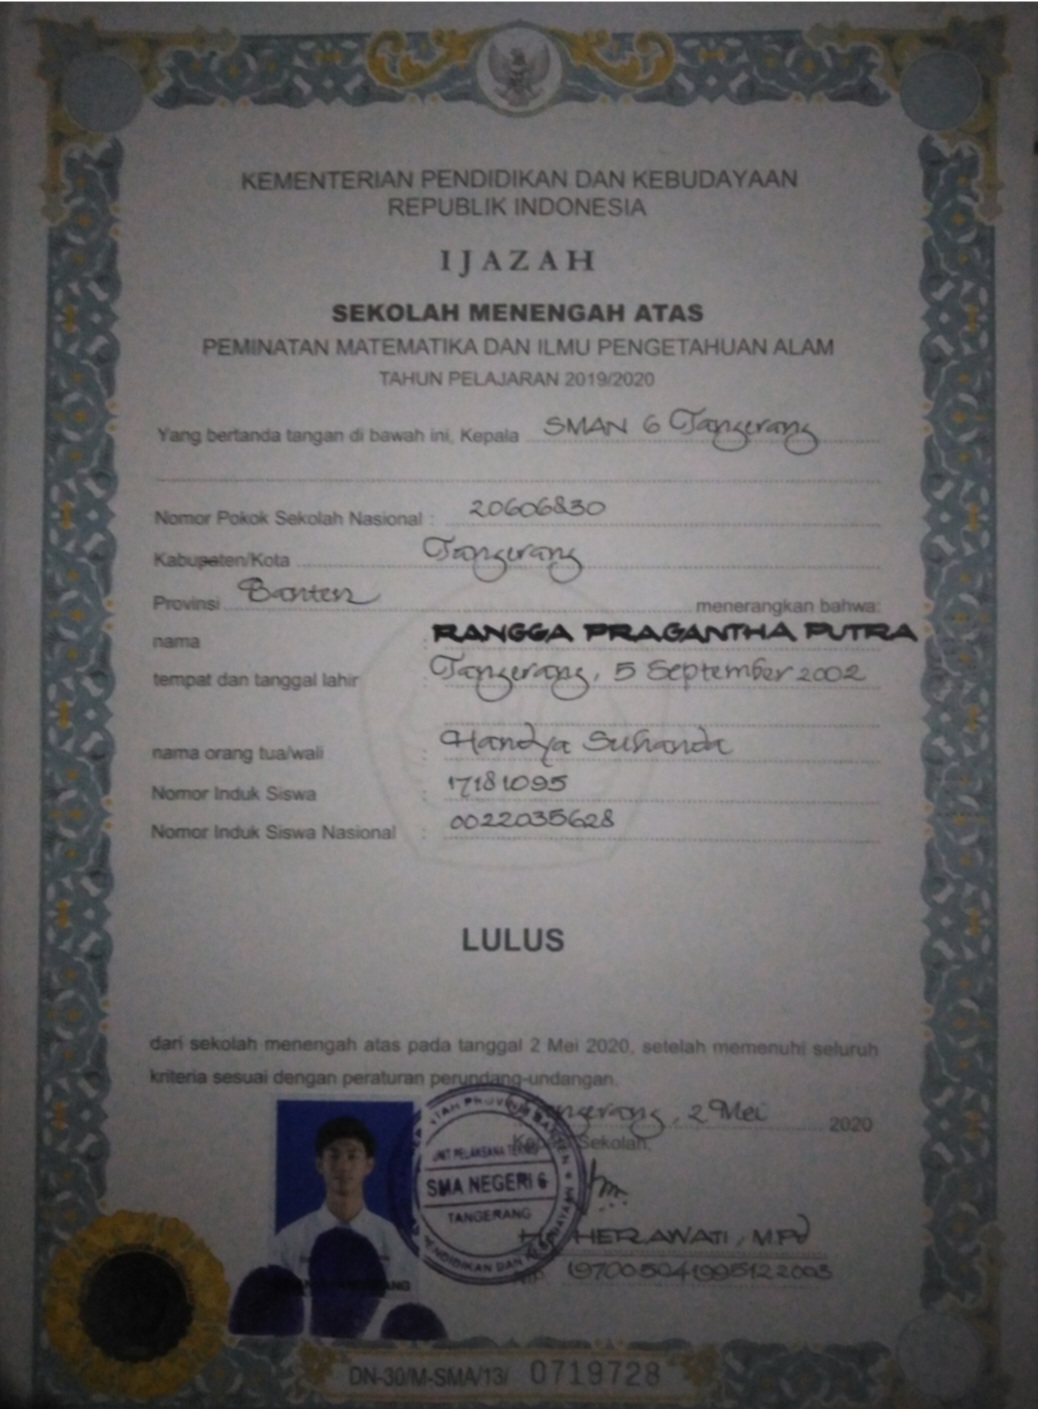 KEMENTERIAN PENDIDIKAN DAN KEBUDAYAAN
REPUBLIK INDONESIA
IJAZAH
SEKOLAH MENENGAH ATAS
PEMINATAN MATEMATIKA DAN ILMU PENGETAHUAN ALAM
TAHUN PELAJARAN 2019/2020
Yang bertanda tangan di bawah ini, Kepala SMAN 6 Tangerang
Nomor Pokok Sekolah Nasional : 20606830
Kabupaten/Kota Tangerang
Provinsi Banten menerangkan bahwa:
nama : RANGGA PRAGANTHA PUTRA
tempat dan tanggal lahir : Tangerang, 5 September 2002
nama orang tua/wali : Handya Suhanda
Nomor Induk Siswa : 17181095
Nomor Induk Siswa Nasional : 0022035628
LULUS
dari sekolah menengah atas pada tanggal 2 Mei 2020, setelah memenuhi seluruh
kriteria sesuai dengan peraturan perundang-undangan.
Tangerang, 2 Mei 2020
Kepala Sekolah,
UNIT PELAKSANA TEKNIS
SMA NEGERI 6
TANGERANG
HERAWATI, M.Pd
197005041995122003
DN-30/M-SMA/13/ 0719728